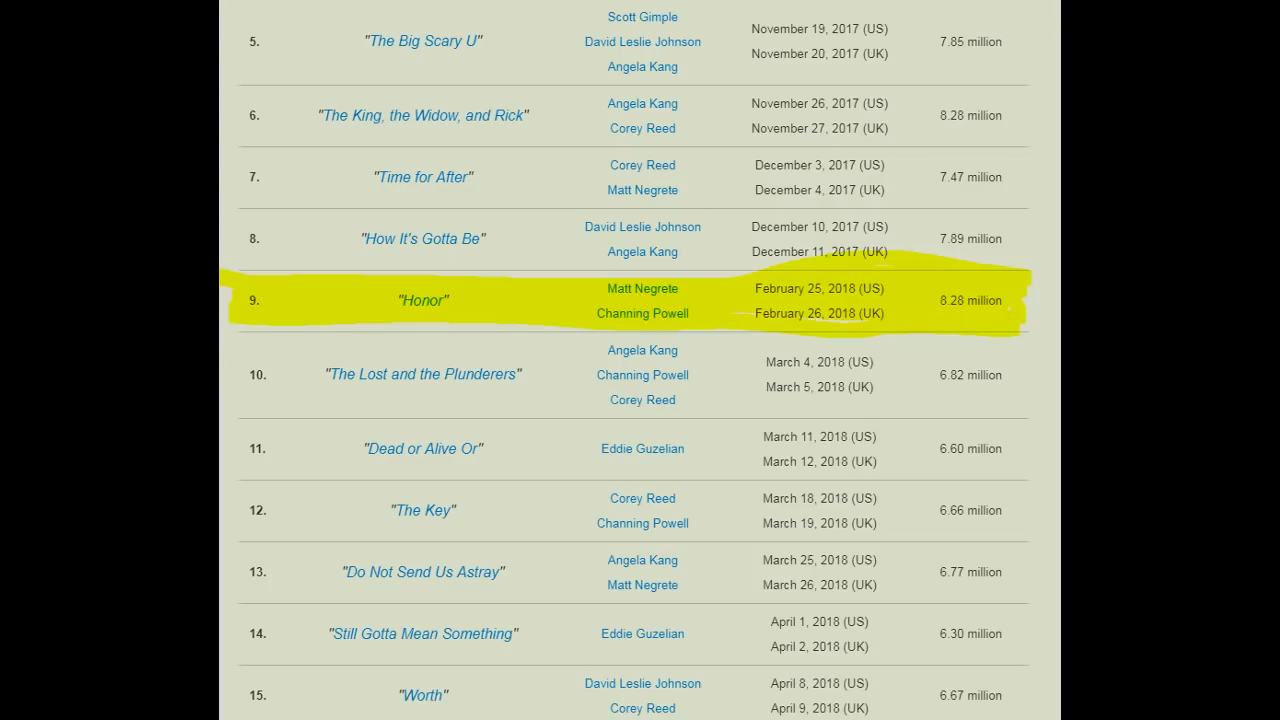 Scott Gimple
5. "The Big Scary U" David Leslie Johnson November 19, 2017 (US) 7.85 million
November 20, 2017 (UK)
Angela Kang
6. "The King, the Widow, and Rick" Angela Kang November 26, 2017 (US) 8.28 million
Corey Reed November 27, 2017 (UK)
7. "Time for After" Corey Reed December 3, 2017 (US) 7.47 million
Matt Negrete December 4, 2017 (UK)
8. "How It's Gotta Be" David Leslie Johnson December 10, 2017 (US) 7.89 million
Angela Kang December 11, 2017 (UK)
9. "Honor" Matt Negrete February 25, 2018 (US) 8.28 million
Channing Powell February 26, 2018 (UK)
Angela Kang
10. "The Lost and the Plunderers" Channing Powell March 4, 2018 (US) 6.82 million
March 5, 2018 (UK)
Corey Reed
11. "Dead or Alive Or" Eddie Guzelian March 11, 2018 (US) 6.60 million
March 12, 2018 (UK)
12. "The Key" Corey Reed March 18, 2018 (US) 6.66 million
Channing Powell March 19, 2018 (UK)
13. "Do Not Send Us Astray" Angela Kang March 25, 2018 (US) 6.77 million
Matt Negrete March 26, 2018 (UK)
14. "Still Gotta Mean Something" Eddie Guzelian April 1, 2018 (US) 6.30 million
April 2, 2018 (UK)
15. "Worth" David Leslie Johnson April 8, 2018 (US) 6.67 million
Corey Reed April 9, 2018 (UK)